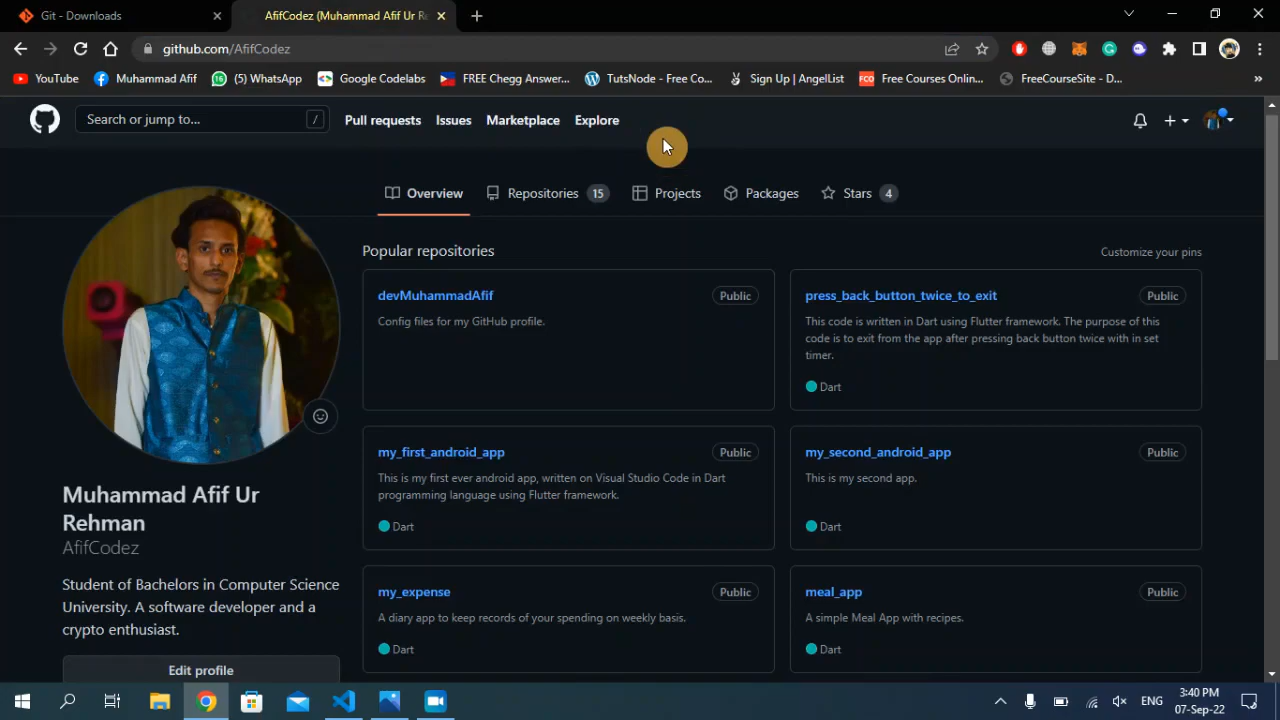 Git - Downloads
AfifCodez (Muhammad Afif Ur Re
github.com/AfifCodez
YouTube
Muhammad Afif
(5) WhatsApp
Google Codelabs
FREE Chegg Answer...
TutsNode - Free Co...
Sign Up | AngelList
FCO
Free Courses Onlin...
FreeCourseSite - D...
»
Search or jump to...
/
Pull requests
Issues
Marketplace
Explore
Overview
Repositories 15
Projects
Packages
Stars 4
Popular repositories
Customize your pins
devMuhammadAfif
Public
Config files for my GitHub profile.
press_back_button_twice_to_exit
Public
This code is written in Dart using Flutter framework. The purpose of this
code is to exit from the app after pressing back button twice with in set
timer.
Dart
my_first_android_app
Public
This is my first ever android app, written on Visual Studio Code in Dart
programming language using Flutter framework.
Dart
my_second_android_app
Public
This is my second app.
Dart
my_expense
Public
A diary app to keep records of your spending on weekly basis.
Dart
meal_app
Public
A simple Meal App with recipes.
Dart
Muhammad Afif Ur
Rehman
AfifCodez
Student of Bachelors in Computer Science
University. A software developer and a
crypto enthusiast.
Edit profile
ENG
3:40 PM
07-Sep-22